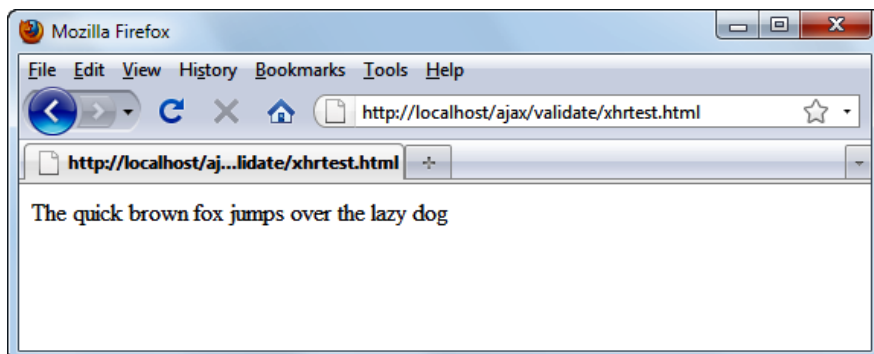 Mozilla Firefox
File Edit View History Bookmarks Tools Help
http://localhost/ajax/validate/xhrtest.html
http://localhost/aj...lidate/xhrtest.html
The quick brown fox jumps over the lazy dog